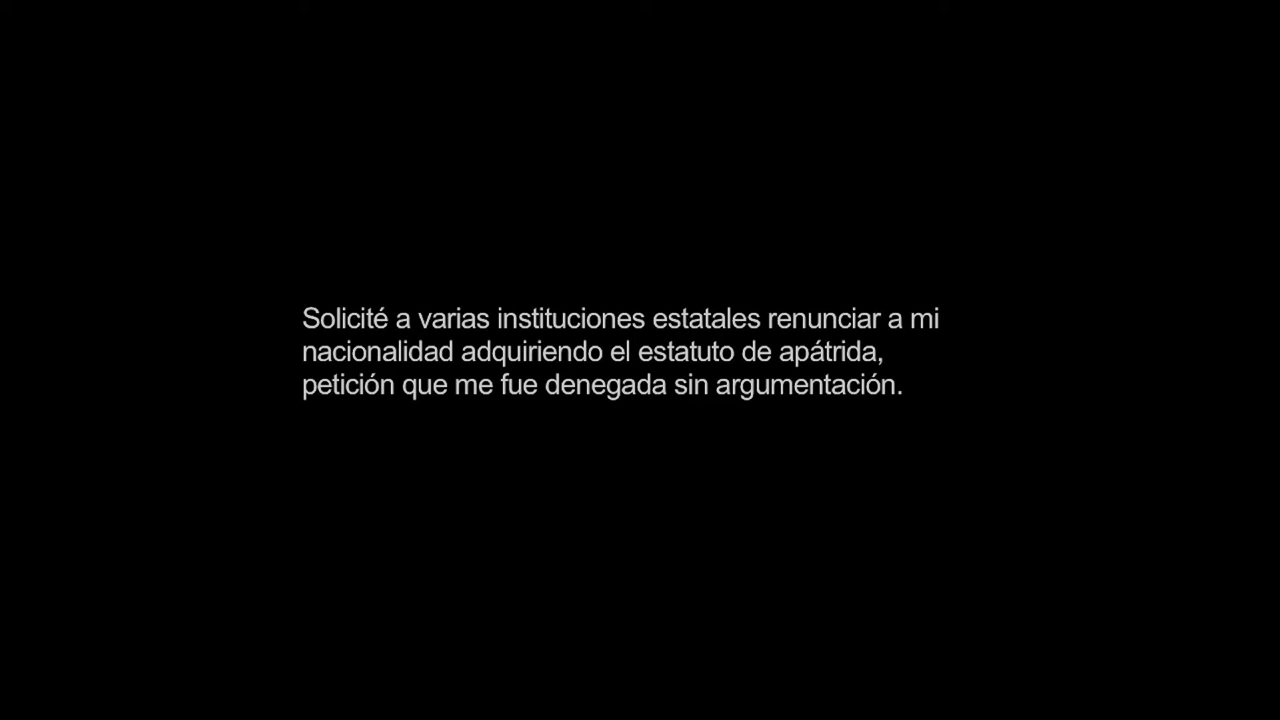 Solicité a varias instituciones estatales renunciar a mi
nacionalidad adquiriendo el estatuto de apátrida,
petición que me fue denegada sin argumentación.